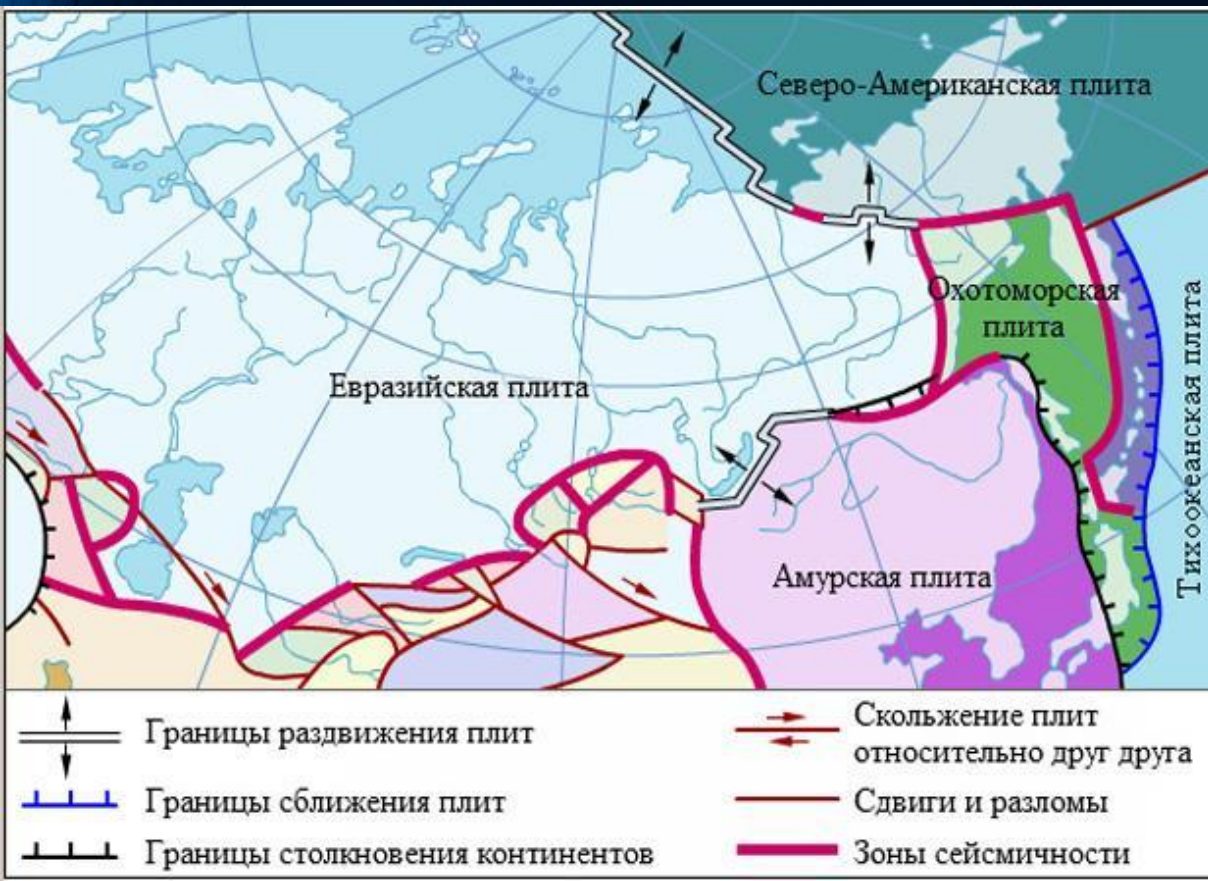 Северо-Американская плита
Охотоморская
плита
Тихоокеанская плита
Евразийская плита
Амурская плита
Границы раздвижения плит
Границы сближения плит
Границы столкновения континентов
Скольжение плит
относительно друг друга
Сдвиги и разломы
Зоны сейсмичности